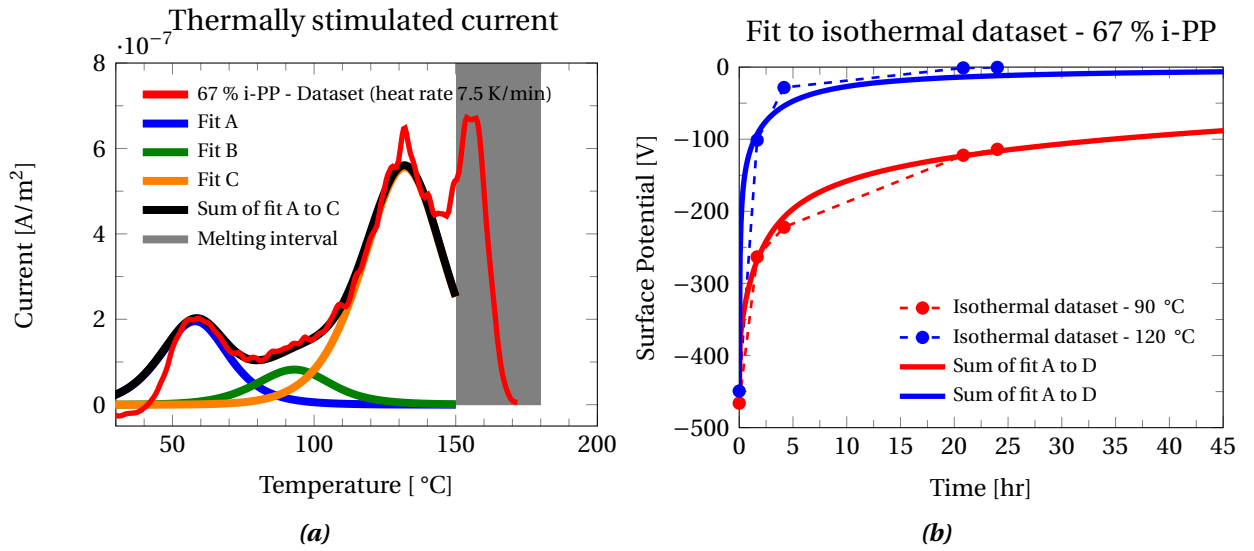 Thermally stimulated current
·10−7
8
6
4
2
0
Current [A/m2]
67 % i-PP - Dataset (heat rate 7.5 K/min)
Fit A
Fit B
Fit C
Sum of fit A to C
Melting interval
50 100 150 200
Temperature [ °C]
(a)
Fit to isothermal dataset - 67 % i-PP
0
−100
−200
−300
−400
−500
Surface Potential [V]
Isothermal dataset - 90 °C
Isothermal dataset - 120 °C
Sum of fit A to D
Sum of fit A to D
0 5 10 15 20 25 30 35 40 45
Time [hr]
(b)